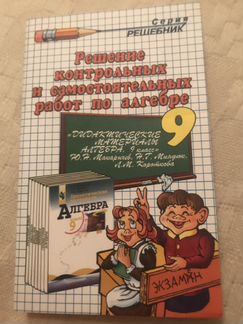 Серия
РЕШЕБНИК
Решение
контрольных
и самостоятельных
работ по алгебре
9
«ДИДАКТИЧЕСКИЕ
МАТЕРИАЛЫ
АЛГЕБРА. 9 класс»
Ю.Н. Макарычев, Н.Г. Миндюк,
Л.М. Короткова
АЛГЕБРА
9
ЭКЗАМЕН